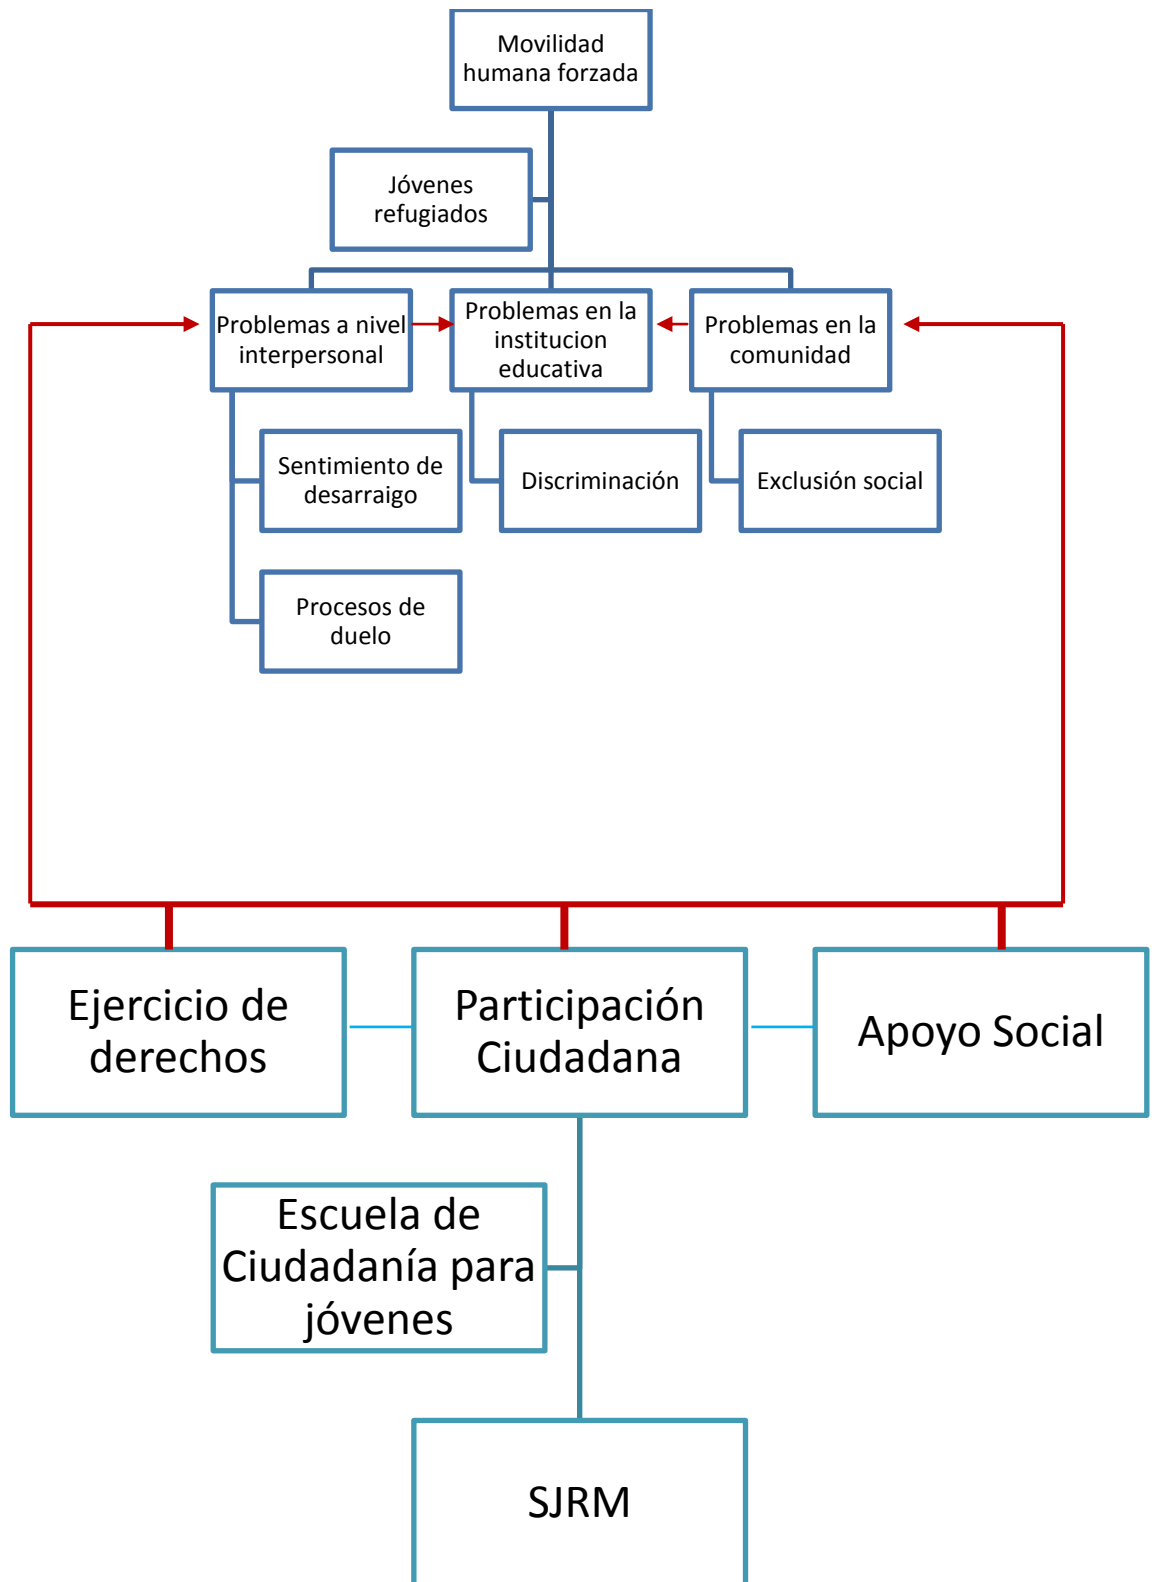 Movilidad
humana forzada
Jóvenes
refugiados
Problemas a nivel
interpersonal
Problemas en la
institucion
educativa
Problemas en la
comunidad
Sentimiento de
desarraigo
Discriminación
Exclusión social
Procesos de
duelo
Ejercicio de
derechos
Participación
Ciudadana
Apoyo Social
Escuela de
Ciudadanía para
jóvenes
SJRM